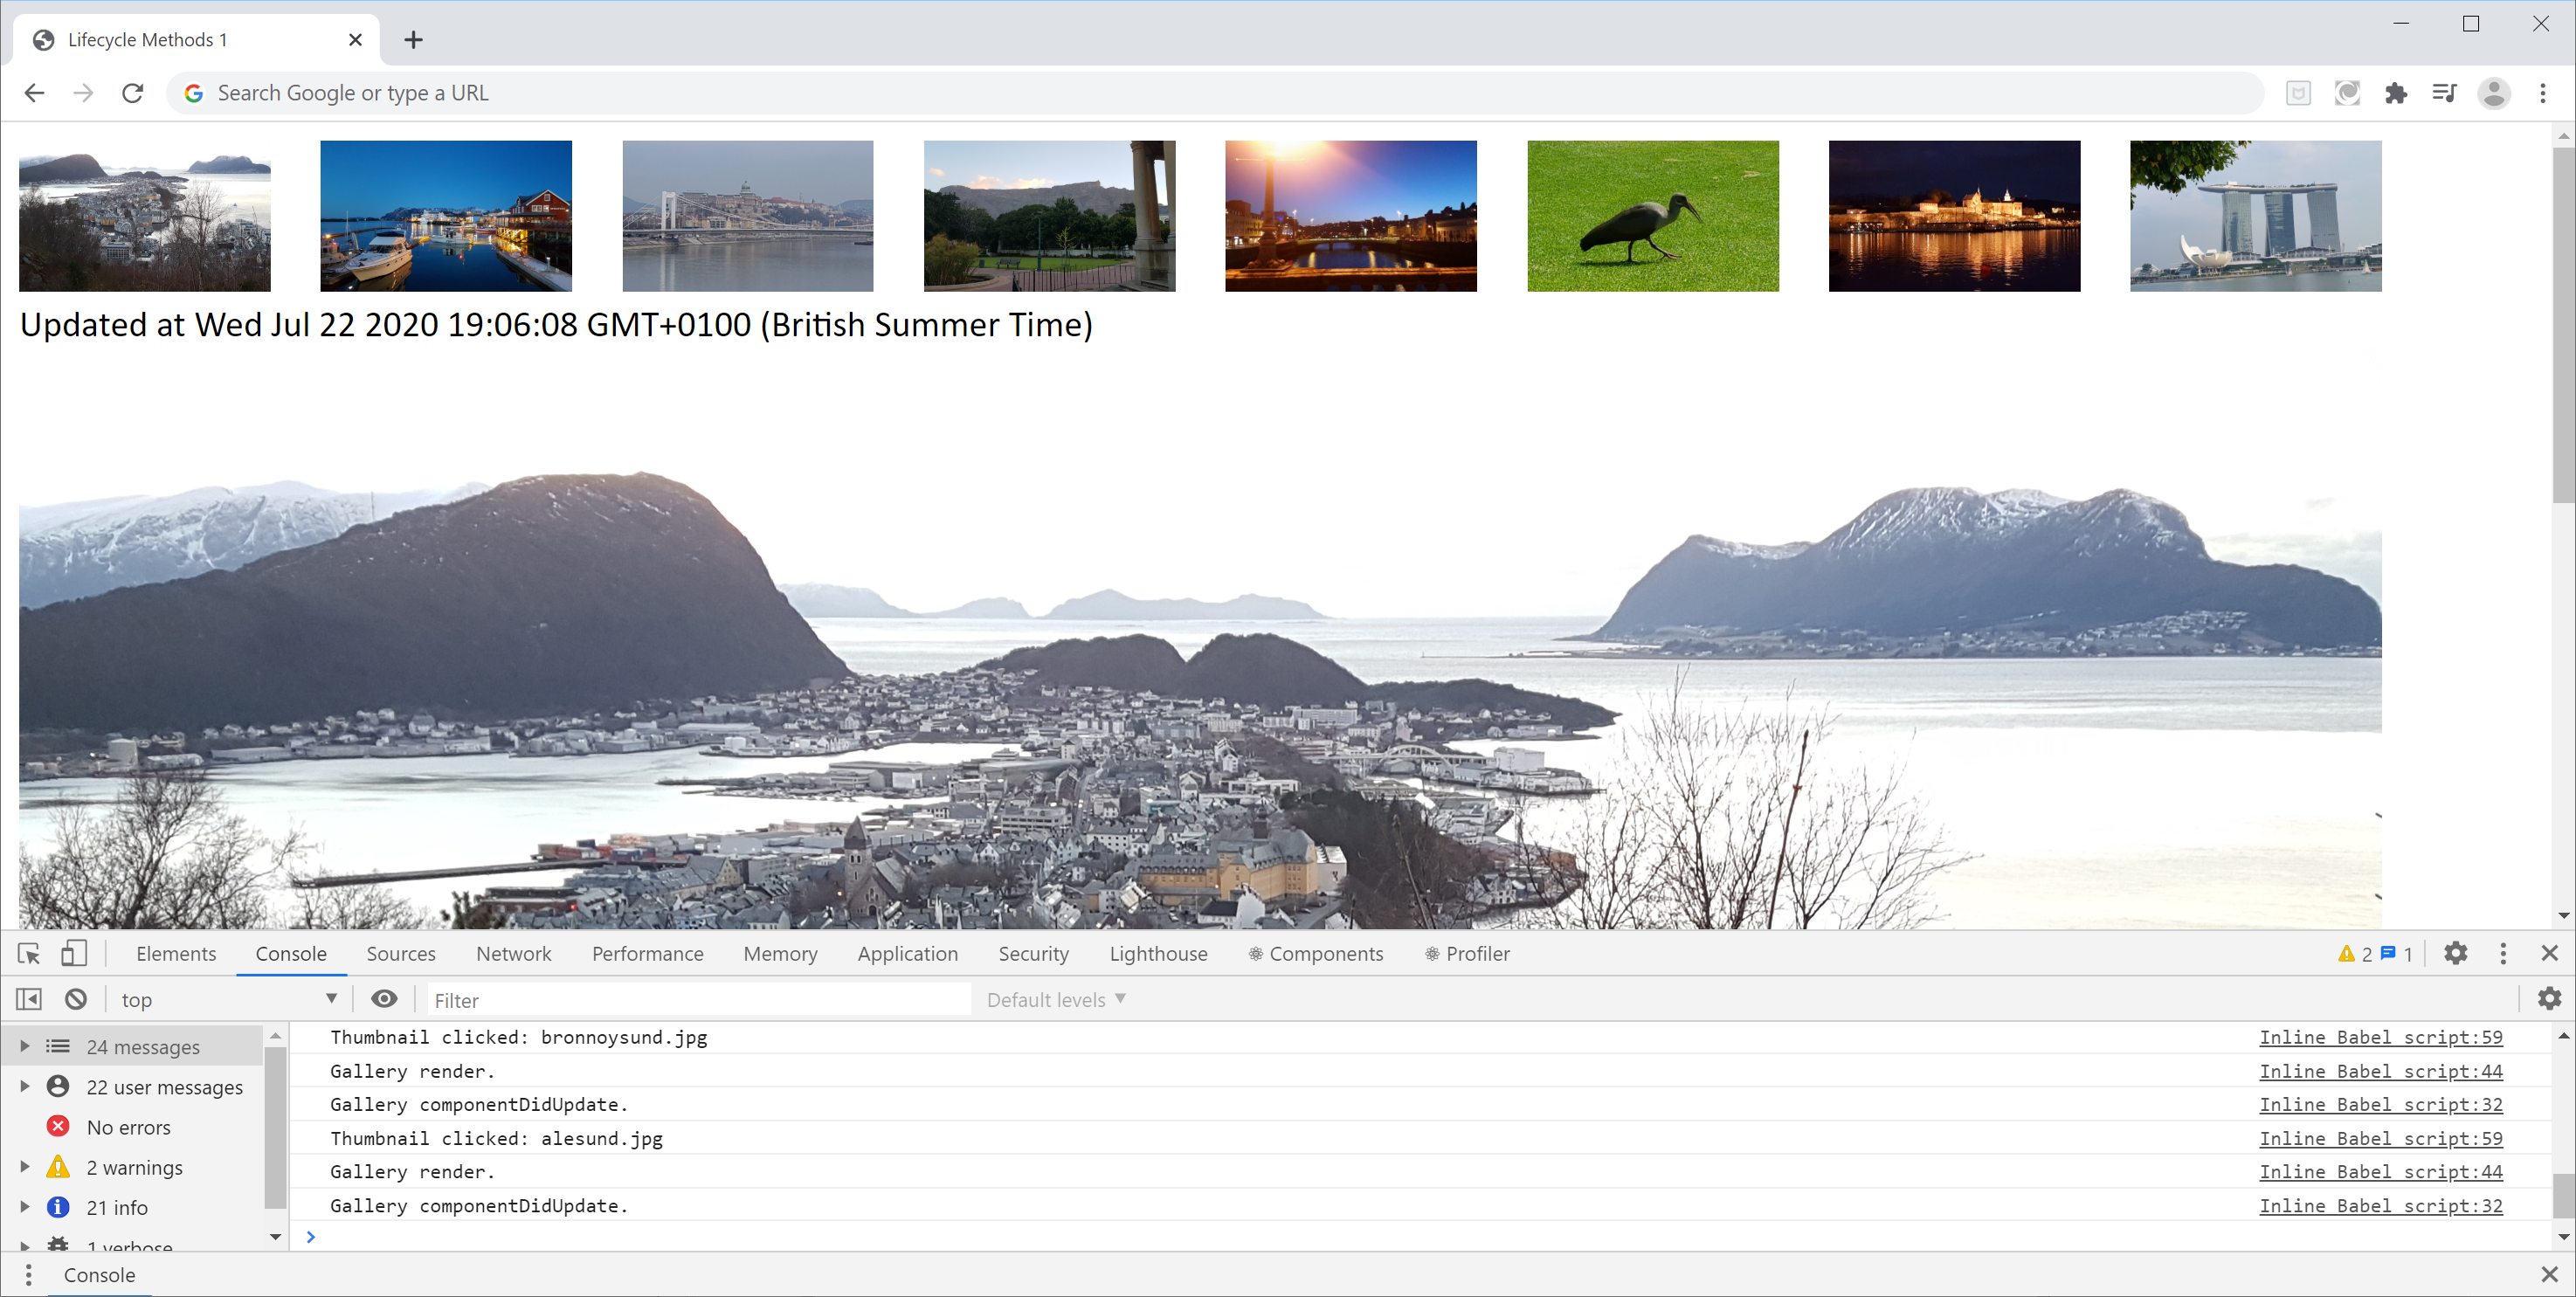 Lifecycle Methods 1
Search Google or type a URL
Updated at Wed Jul 22 2020 19:06:08 GMT+0100 (British Summer Time)
Elements Console Sources Network Performance Memory Application Security Lighthouse Components Profiler 2 1
top Filter Default levels
24 messages
22 user messages
No errors
2 warnings
21 info
1 verbose
Thumbnail clicked: bronnoysund.jpg Inline Babel script:59
Gallery render. Inline Babel script:44
Gallery componentDidUpdate. Inline Babel script:32
Thumbnail clicked: alesund.jpg Inline Babel script:59
Gallery render. Inline Babel script:44
Gallery componentDidUpdate. Inline Babel script:32
Console